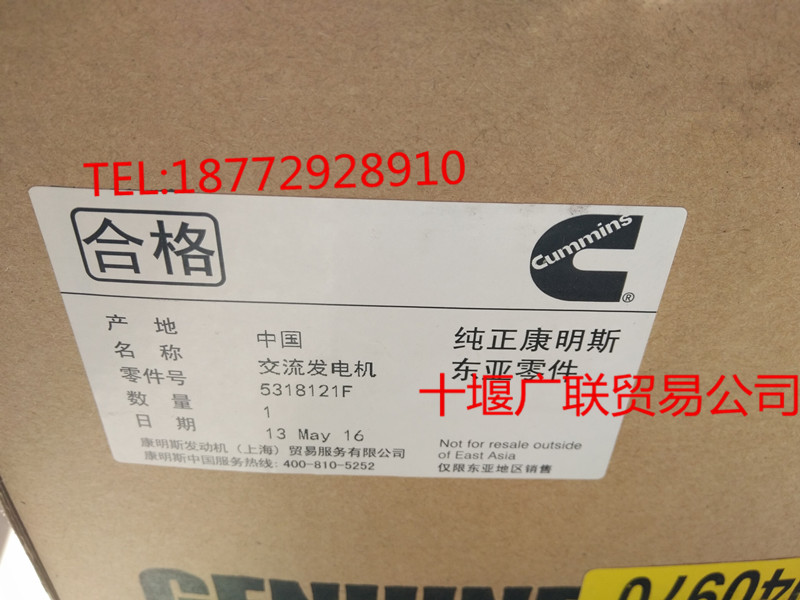 TEL:18772928910
合格
Cummins
®
产地 中国
名称 交流发电机
零件号 5318121F
数量 1
日期 13 May 16
纯正康明斯
东亚零件
十堰广联贸易公司
康明斯发动机(上海)贸易服务有限公司
康明斯中国服务热线: 400-810-5252
Not for resale outside
of East Asia
仅限东亚地区销售
GENUINE